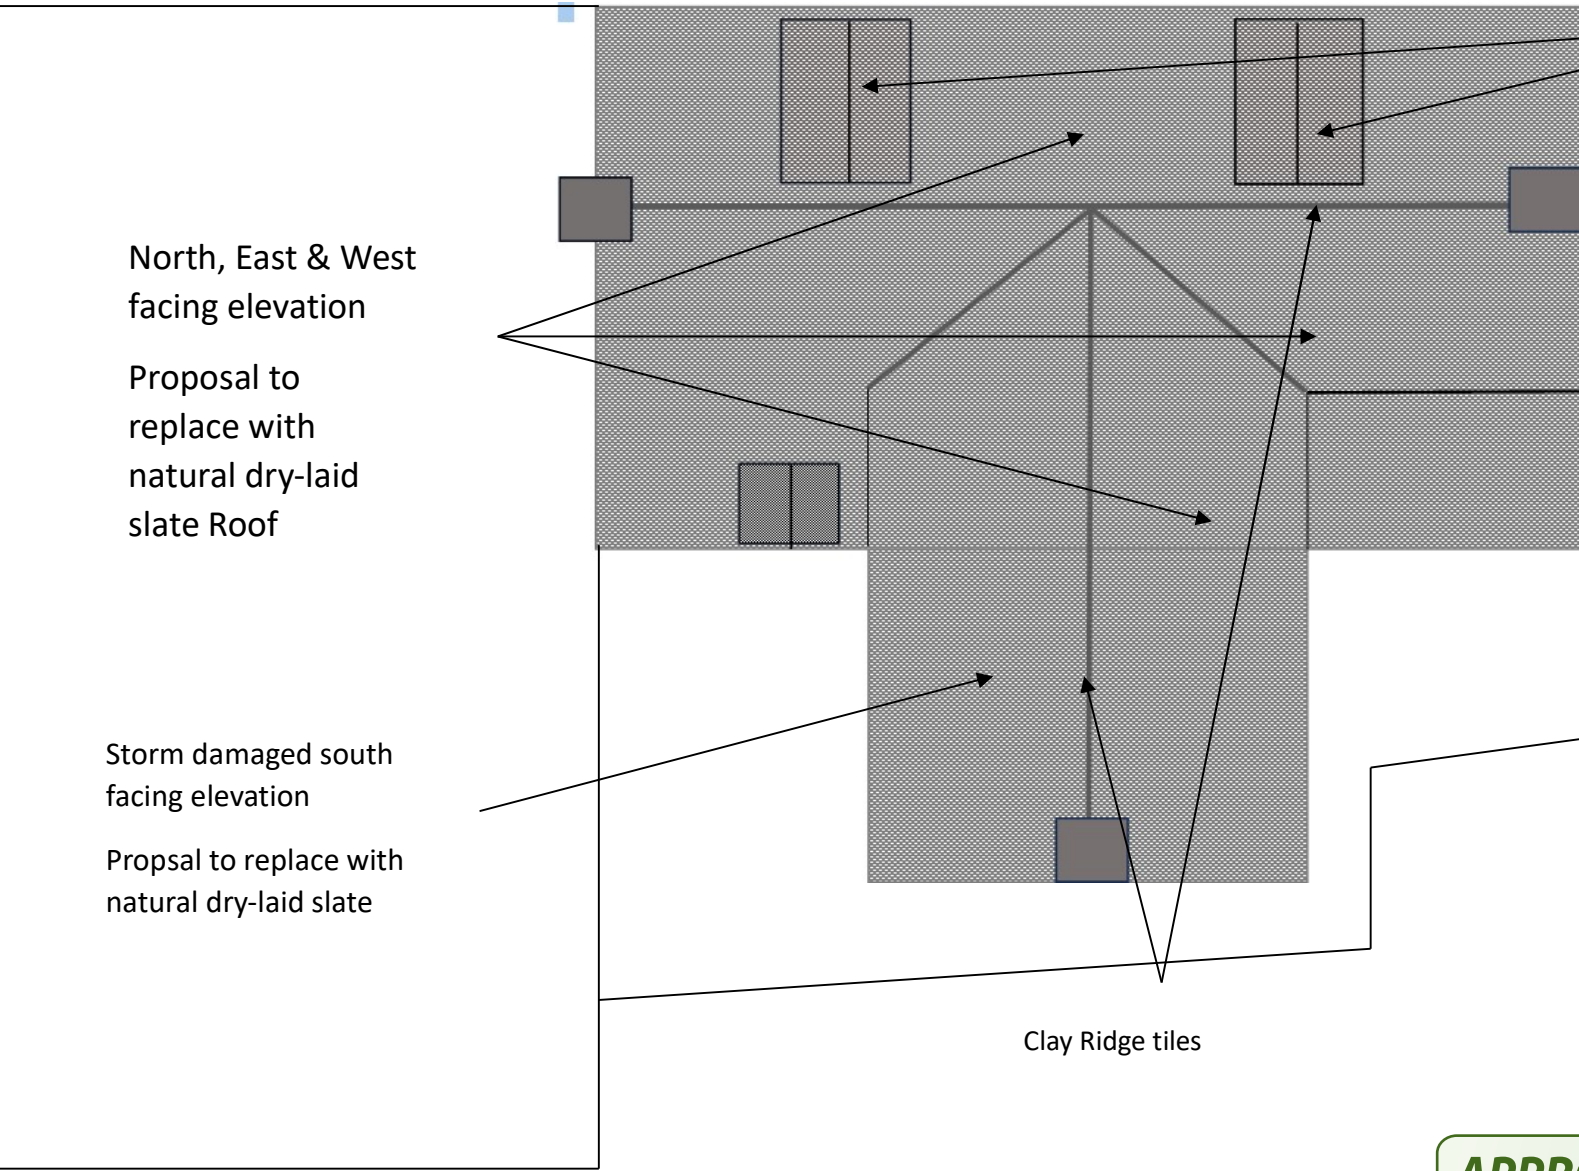 North, East & West
facing elevation
Proposal to
replace with
natural dry-laid
slate Roof
Storm damaged south
facing elevation
Propsal to replace with
natural dry-laid slate
Clay Ridge tiles